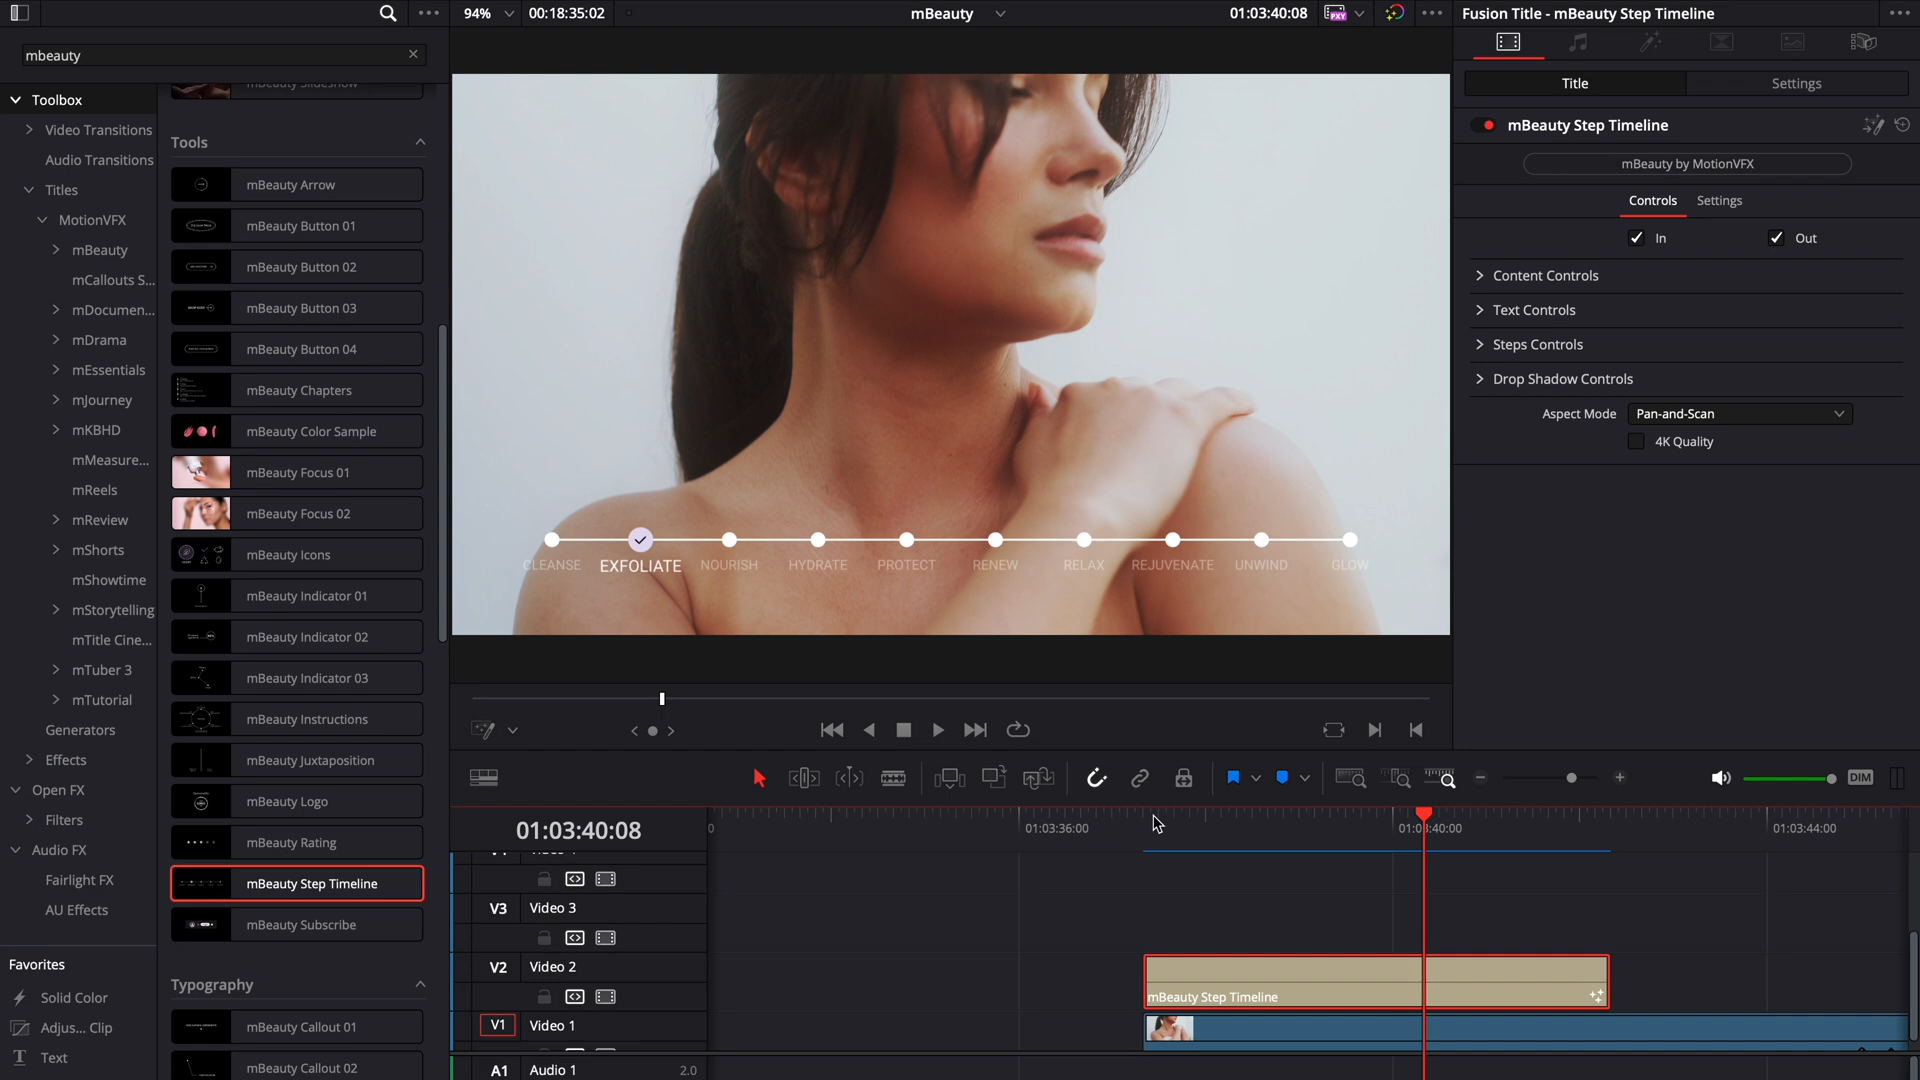 94% 00:18:35:02 mBeauty 01:03:40:08 PXY Fusion Title - mBeauty Step Timeline
mbeauty
Toolbox
Video Transitions
Audio Transitions
Titles
MotionVFX
mBeauty
mCallouts S...
mDocumen...
mDrama
mEssentials
mJourney
mKBHD
mMeasure...
mReels
mReview
mShorts
mShowtime
mStorytelling
mTitle Cine...
mTuber 3
mTutorial
Generators
Effects
Open FX
Filters
Audio FX
Fairlight FX
AU Effects
Favorites
Solid Color
Adjus... Clip
Text
mBeauty Slideshow
Tools
mBeauty Arrow
mBeauty Button 01
mBeauty Button 02
mBeauty Button 03
mBeauty Button 04
mBeauty Chapters
mBeauty Color Sample
mBeauty Focus 01
mBeauty Focus 02
mBeauty Icons
mBeauty Indicator 01
mBeauty Indicator 02
mBeauty Indicator 03
mBeauty Instructions
mBeauty Juxtaposition
mBeauty Logo
mBeauty Rating
mBeauty Step Timeline
mBeauty Subscribe
Typography
mBeauty Callout 01
mBeauty Callout 02
CLEANSE EXFOLIATE NOURISH HYDRATE PROTECT RENEW RELAX REJUVENATE UNWIND GLOW
Title Settings
mBeauty Step Timeline
mBeauty by MotionVFX
Controls Settings
In Out
Content Controls
Text Controls
Steps Controls
Drop Shadow Controls
Aspect Mode Pan-and-Scan
4K Quality
DIM
01:03:40:08
01:03:36:00 01:03:40:00 01:03:44:00
V3 Video 3
V2 Video 2
mBeauty Step Timeline
V1 Video 1
A1 Audio 1 2.0